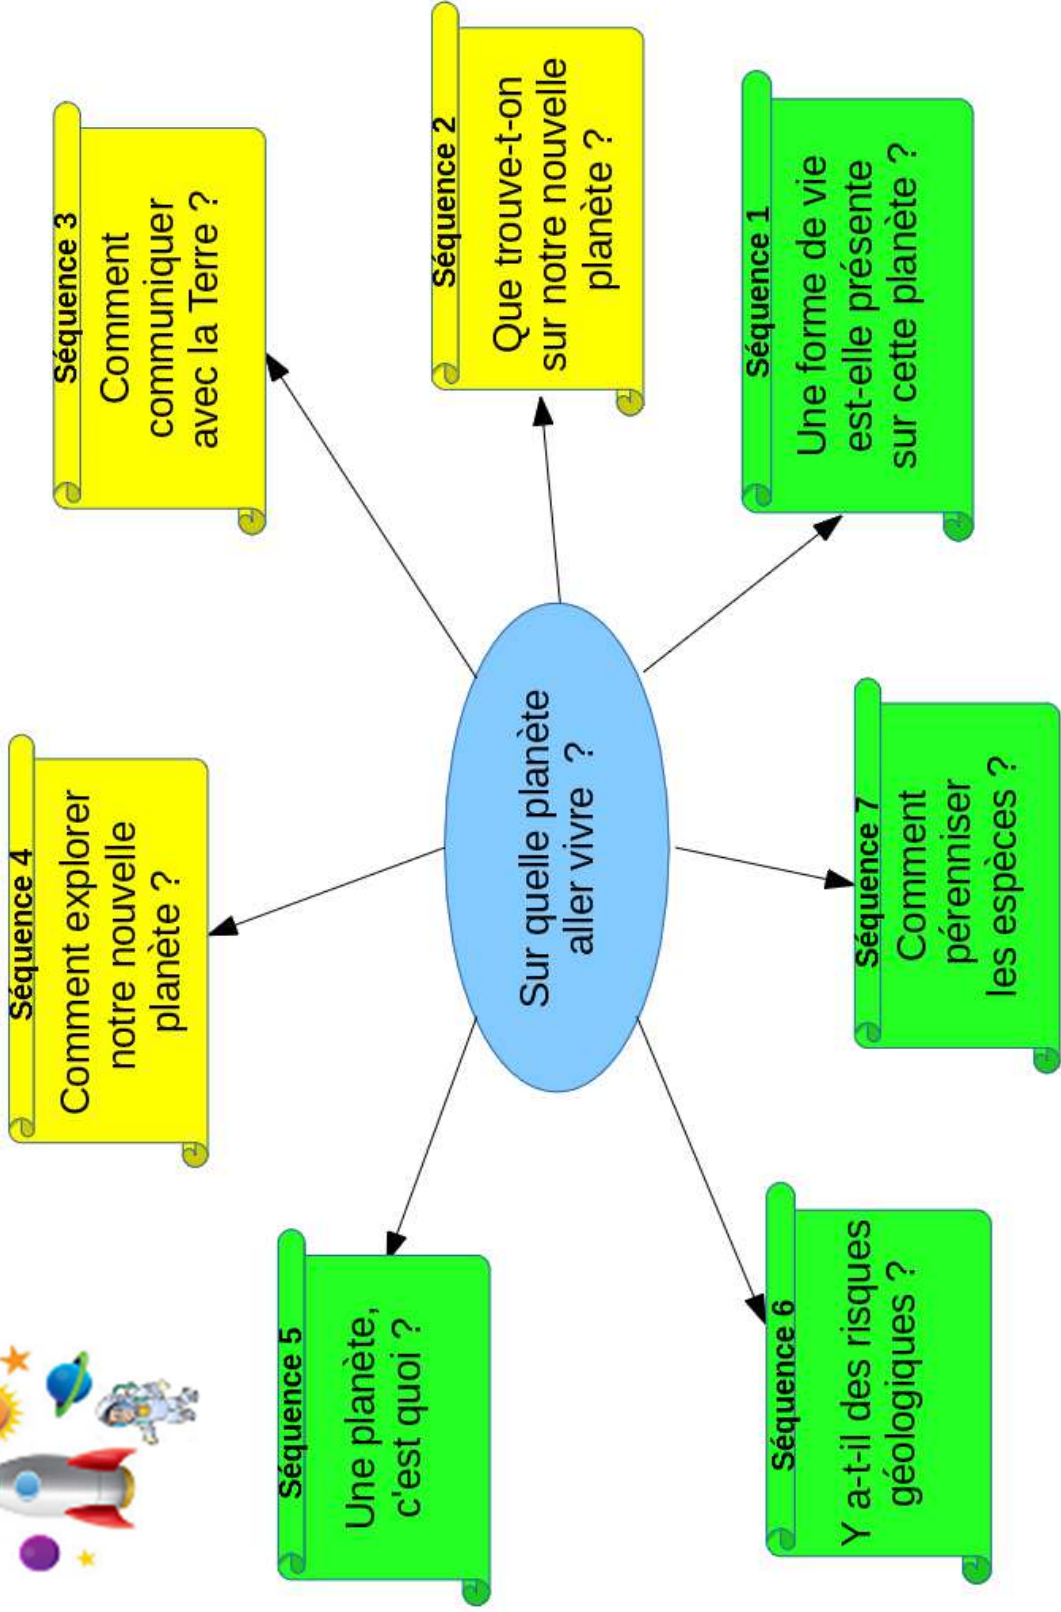 Sur quelle planète
aller vivre ?
Séquence 1
Une forme de vie
est-elle présente
sur cette planète ?
Séquence 2
Que trouve-t-on
sur notre nouvelle
planète ?
Séquence 3
Comment
communiquer
avec la Terre ?
Séquence 4
Comment explorer
notre nouvelle
planète ?
Séquence 5
Une planète,
c'est quoi ?
Séquence 6
Y a-t-il des risques
géologiques ?
Séquence 7
Comment
pérenniser
les espèces ?